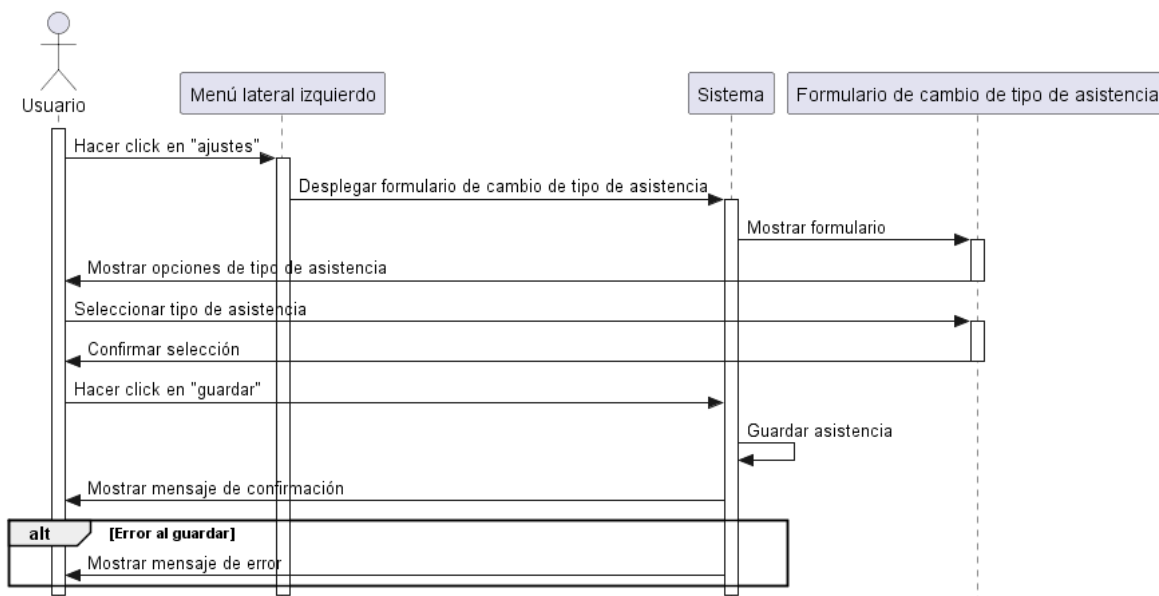 Usuario
Menú lateral izquierdo
Sistema
Formulario de cambio de tipo de asistencia
Hacer click en "ajustes"
Desplegar formulario de cambio de tipo de asistencia
Mostrar formulario
Mostrar opciones de tipo de asistencia
Seleccionar tipo de asistencia
Confirmar selección
Hacer click en "guardar"
Guardar asistencia
Mostrar mensaje de confirmación
alt [Error al guardar]
Mostrar mensaje de error